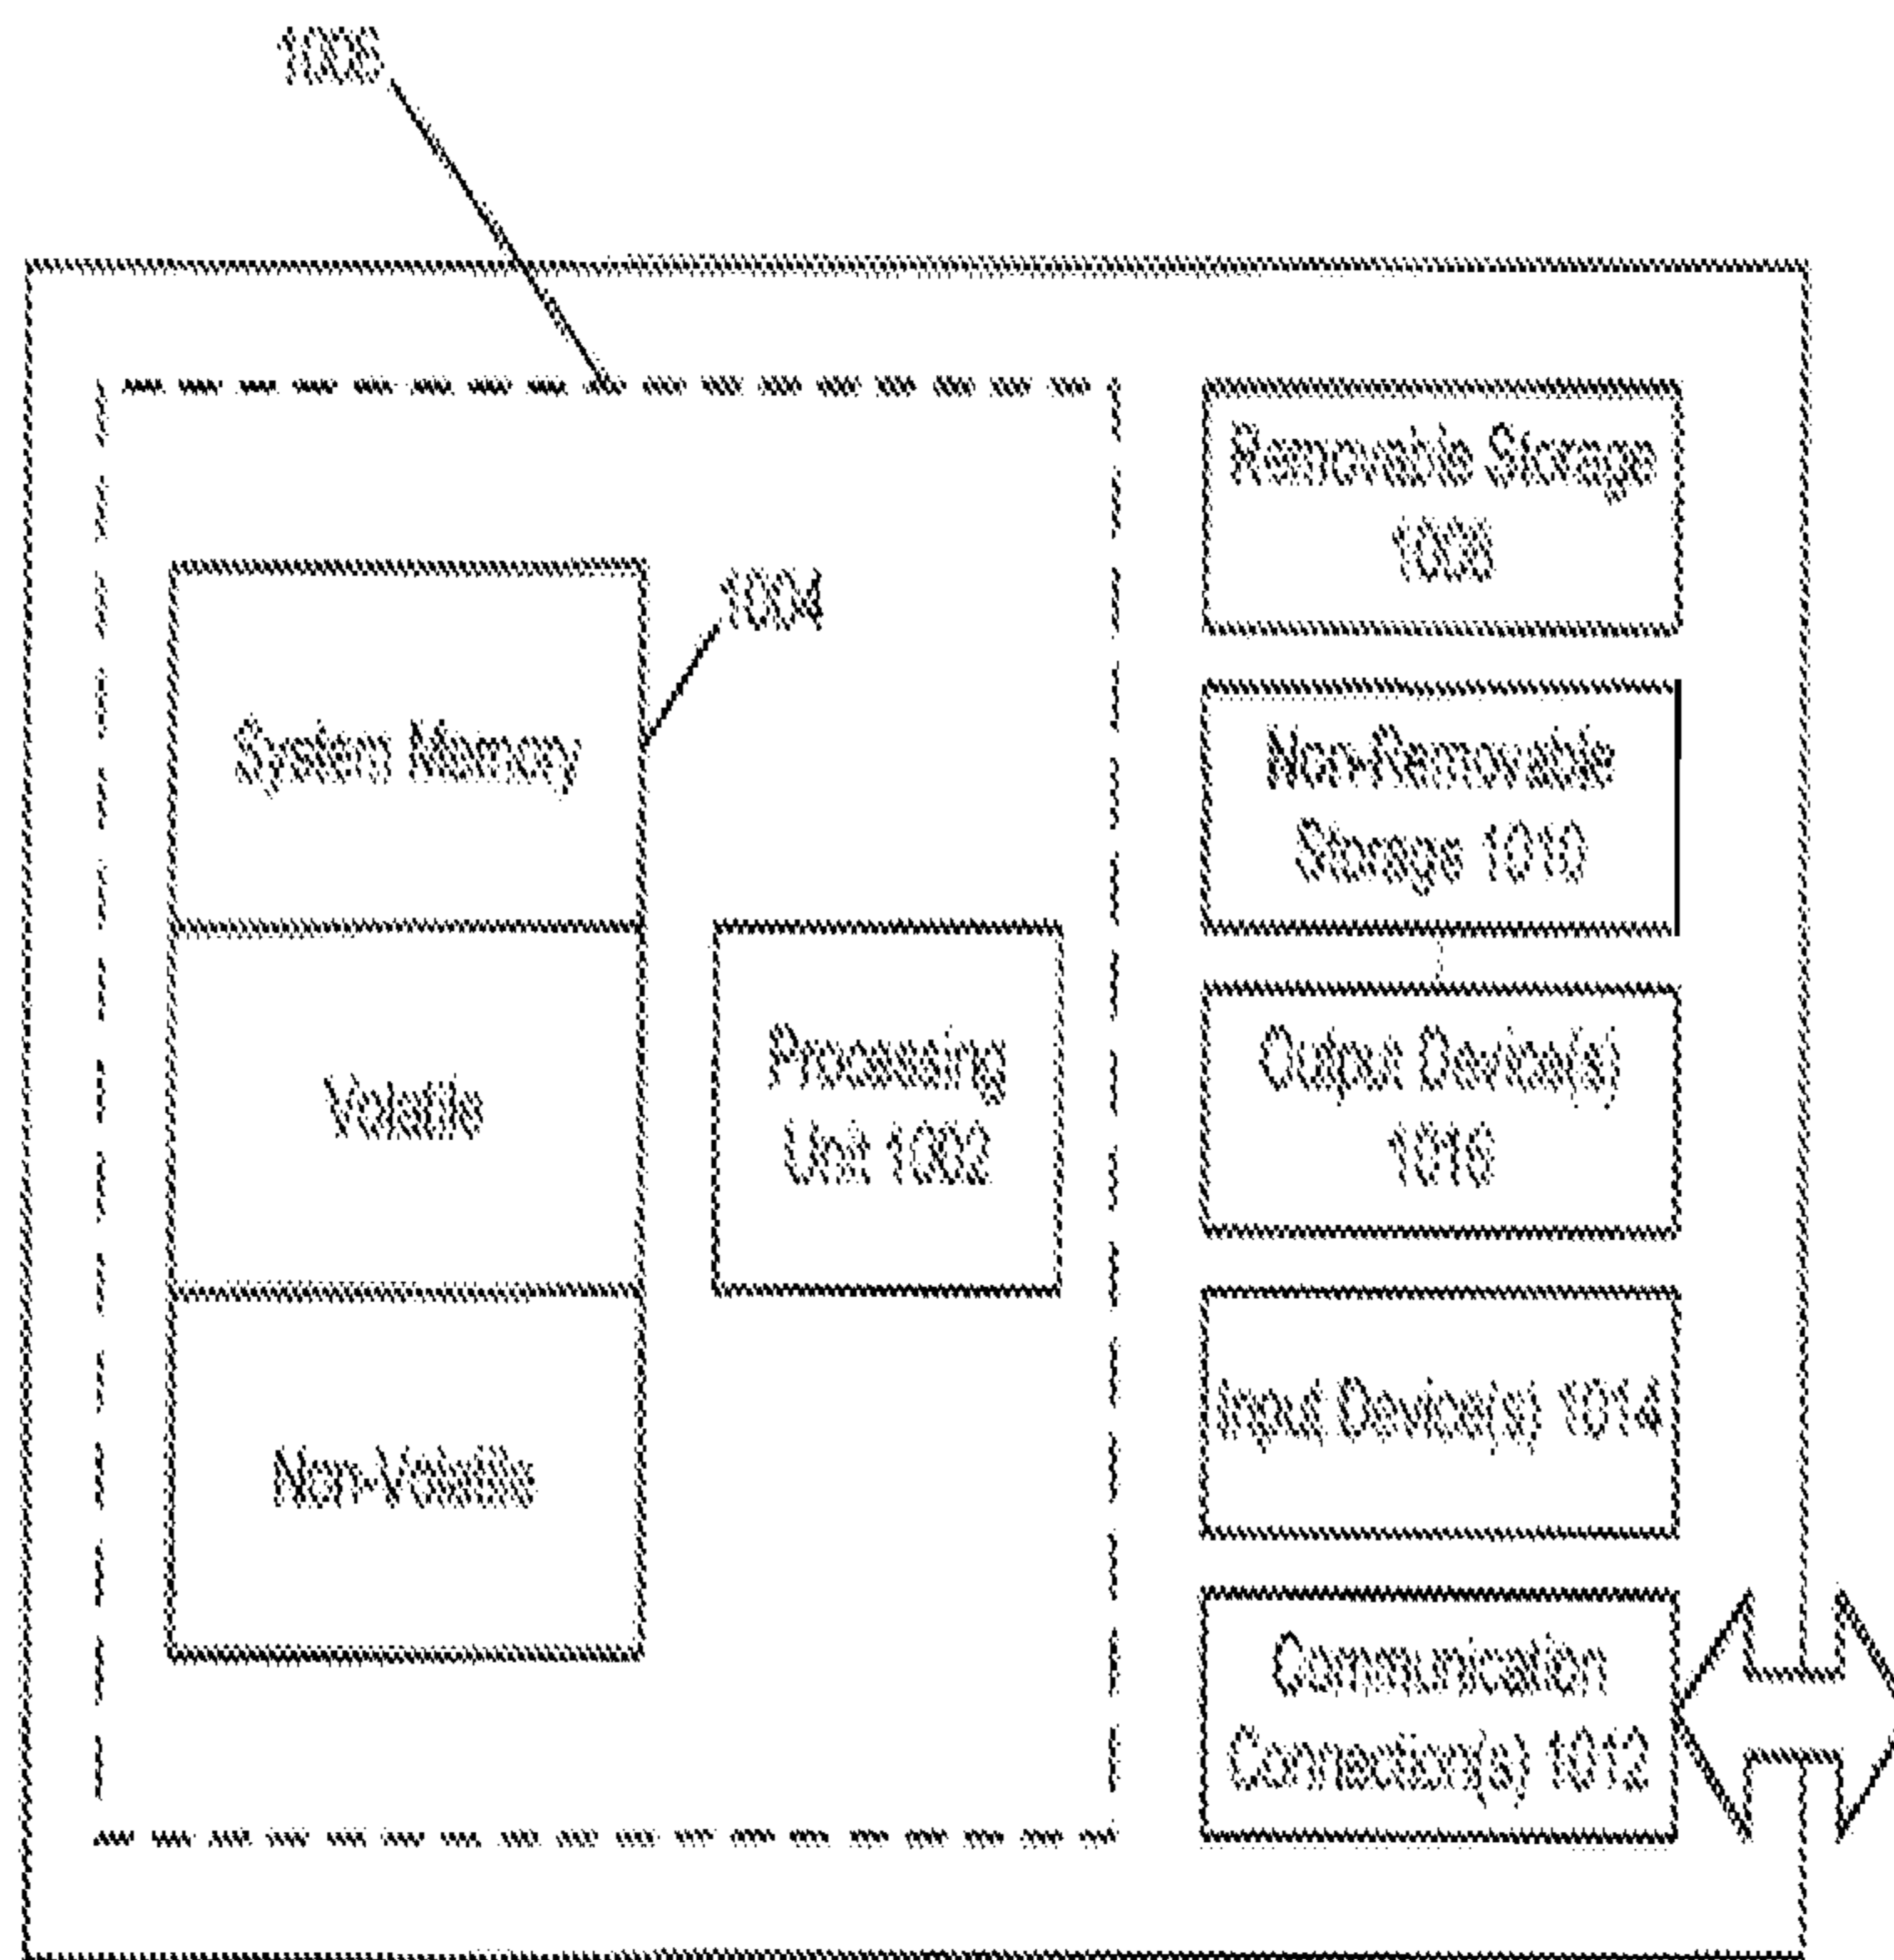 1006
Removable Storage
1008
1004
System Memory
Non-Removable
Storage 1010
Volatile
Processing
Unit 1002
Output Device(s)
1016
Non-Volatile
Input Device(s) 1014
Communication
Connection(s) 1012